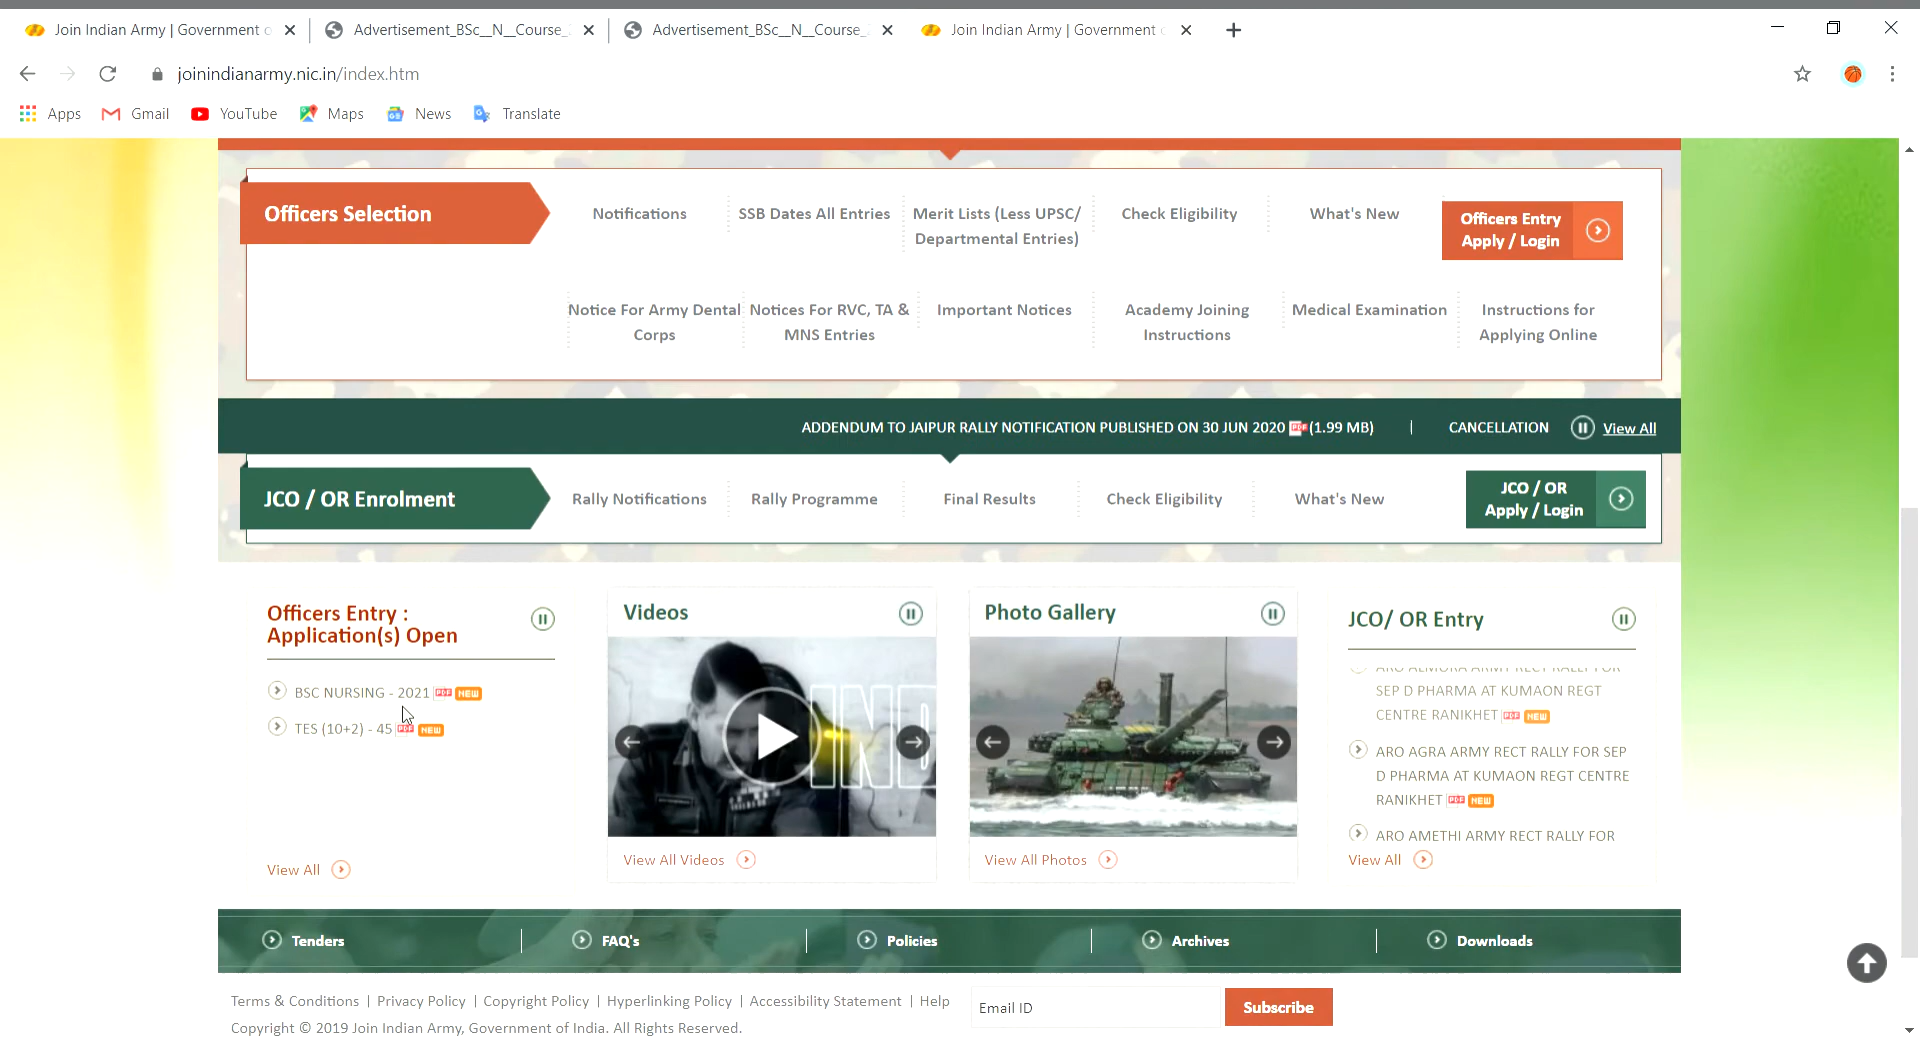 Join Indian Army | Government o
Advertisement_BSc__N__Course_
Advertisement_BSc__N__Course_
Join Indian Army | Government
joinindianarmy.nic.in/index.htm
Apps
Gmail
YouTube
Maps
News
Translate
Officers Selection
Notifications
SSB Dates All Entries
Merit Lists (Less UPSC/
Departmental Entries)
Check Eligibility
What's New
Officers Entry
Apply / Login
Notice For Army Dental
Corps
Notices For RVC, TA &
MNS Entries
Important Notices
Academy Joining
Instructions
Medical Examination
Instructions for
Applying Online
ADDENDUM TO JAIPUR RALLY NOTIFICATION PUBLISHED ON 30 JUN 2020 PDF (1.99 MB) | CANCELLATION
View All
JCO / OR Enrolment
Rally Notifications
Rally Programme
Final Results
Check Eligibility
What's New
JCO / OR
Apply / Login
Officers Entry :
Application(s) Open
BSC NURSING - 2021 PDF NEW
TES (10+2) - 45 PDF NEW
View All
Videos
IND
View All Videos
Photo Gallery
View All Photos
JCO/ OR Entry
ARO ALMORA ARMY RECT RALLY FOR
SEP D PHARMA AT KUMAON REGT
CENTRE RANIKHET PDF NEW
ARO AGRA ARMY RECT RALLY FOR SEP
D PHARMA AT KUMAON REGT CENTRE
RANIKHET PDF NEW
ARO AMETHI ARMY RECT RALLY FOR
View All
Tenders
FAQ's
Policies
Archives
Downloads
Terms & Conditions | Privacy Policy | Copyright Policy | Hyperlinking Policy | Accessibility Statement | Help
Copyright © 2019 Join Indian Army, Government of India. All Rights Reserved.
Email ID
Subscribe